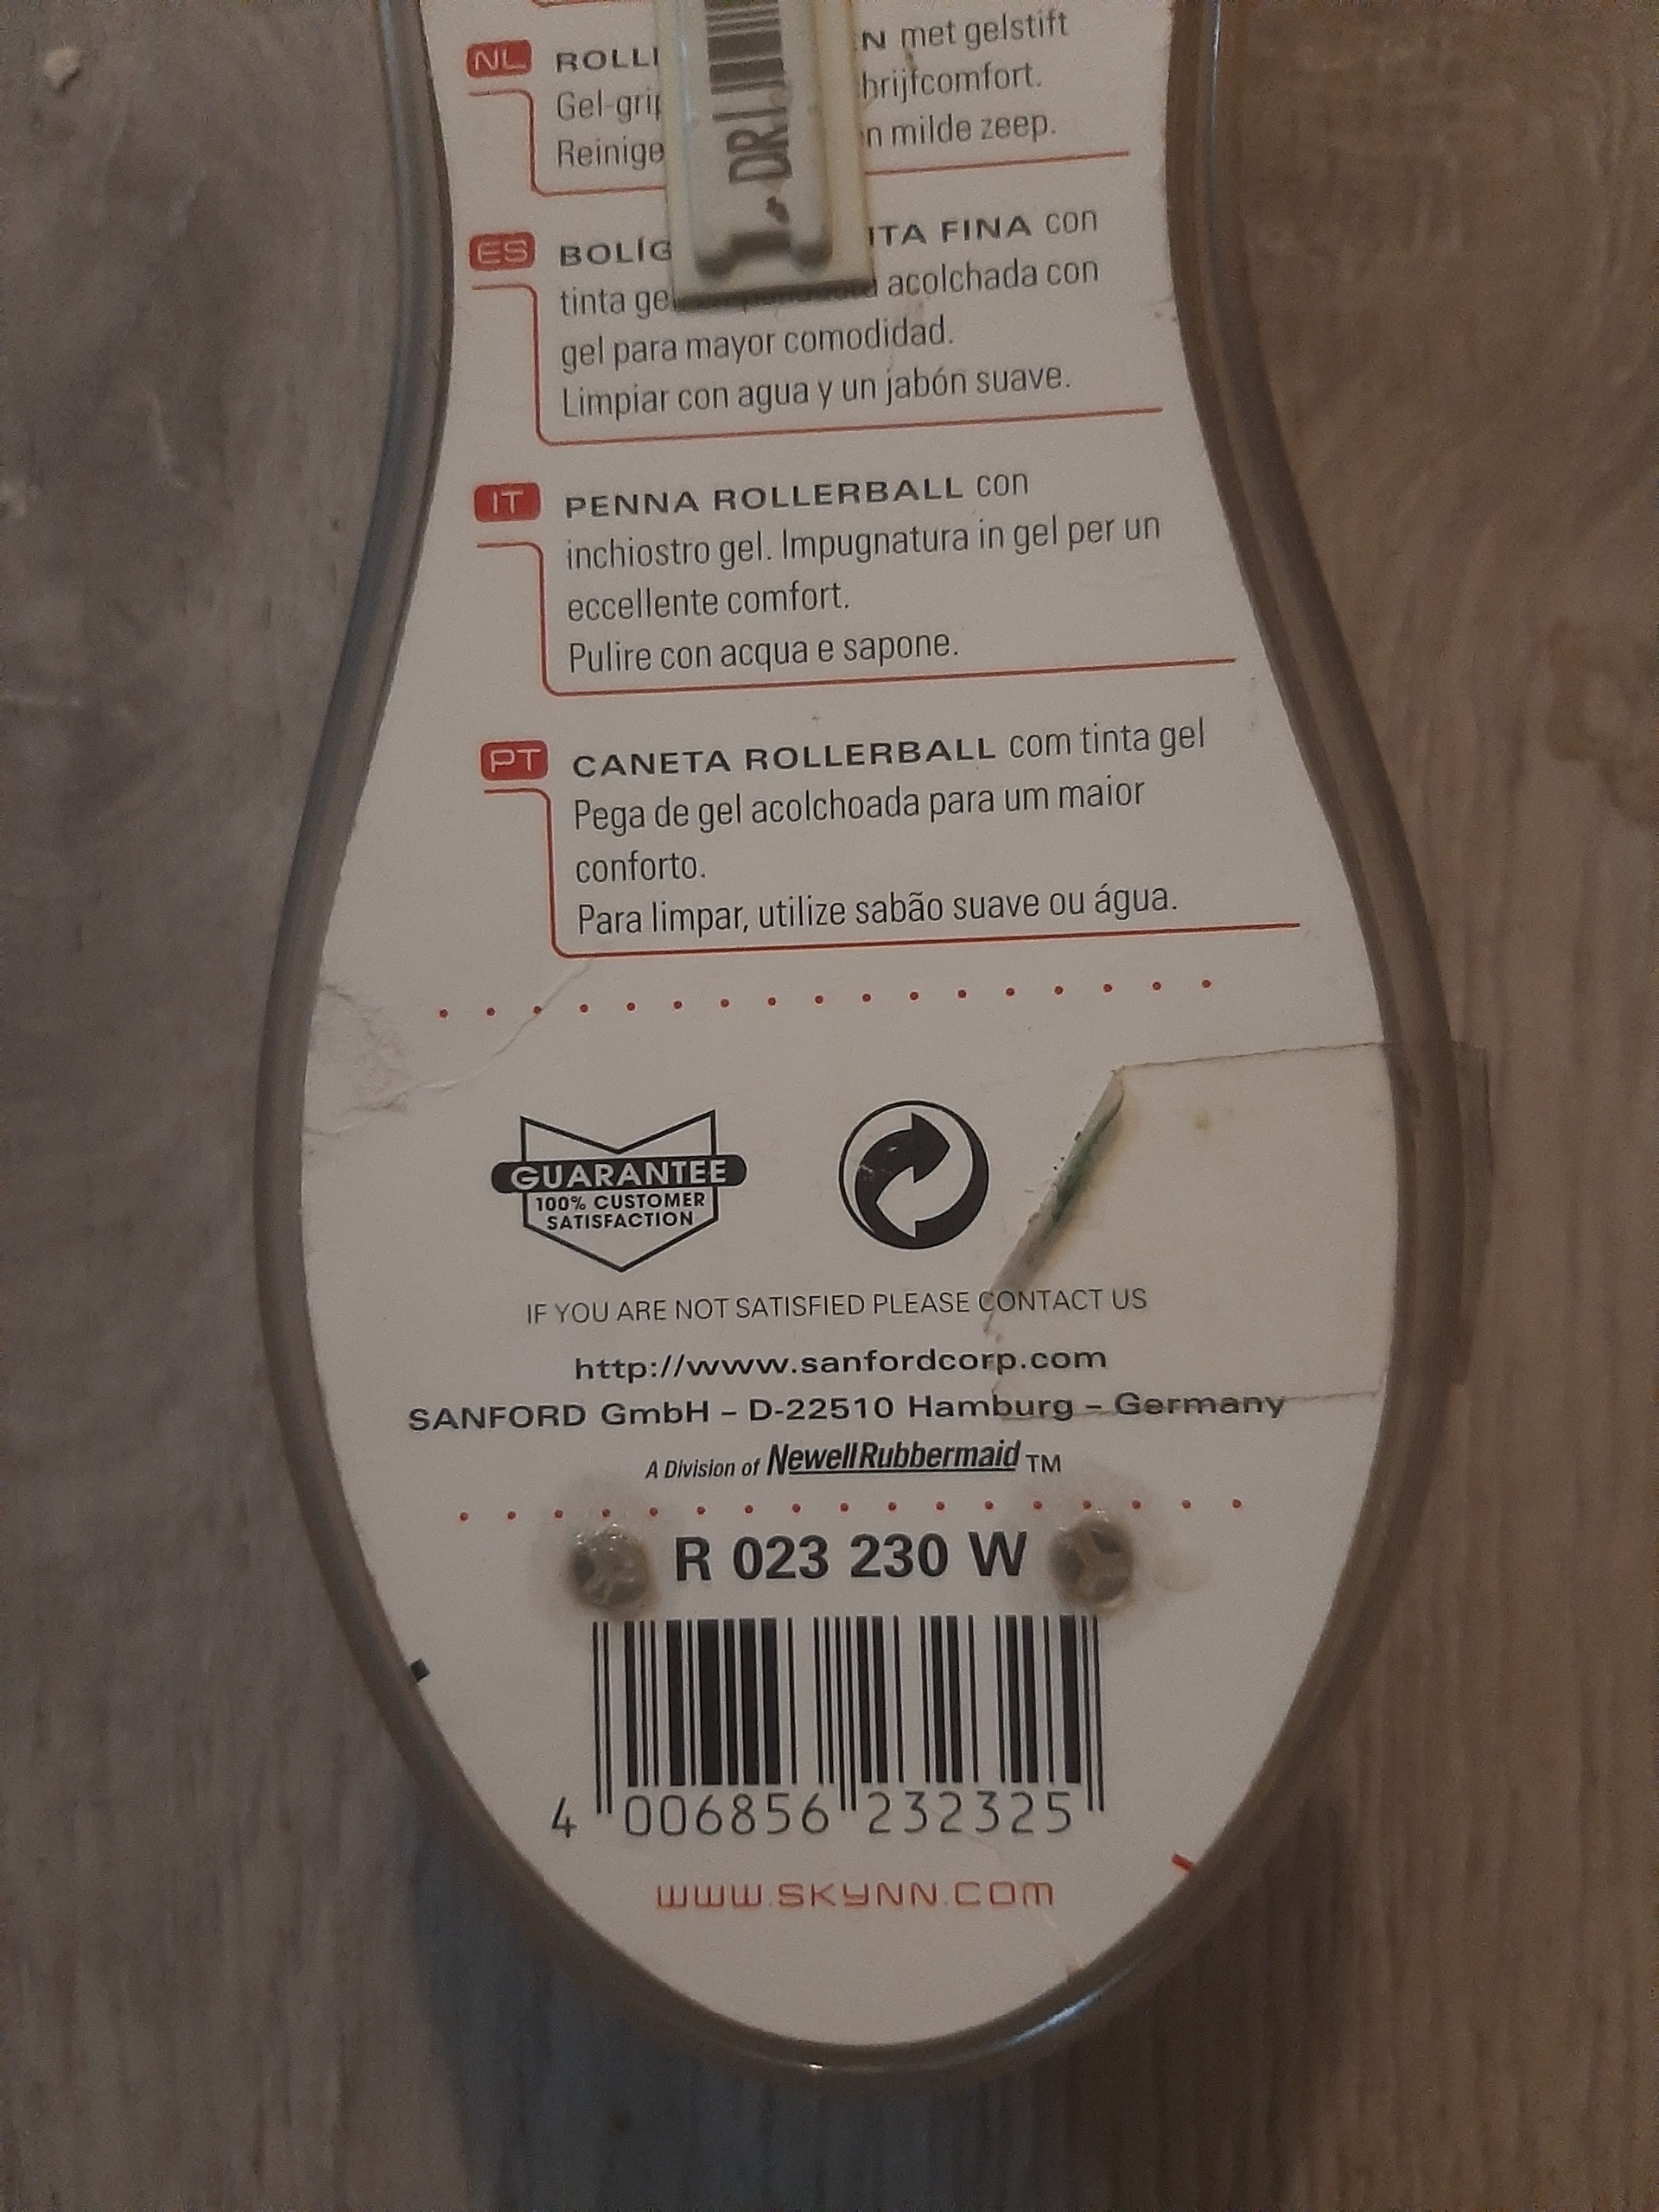 NL ROLLI N met gelstift
Gel-grip brijfcomfort.
Reinige n milde zeep.
ES BOLÍG TA FINA con
tinta gel acolchada con
gel para mayor comodidad.
Limpiar con agua y un jabón suave.
IT PENNA ROLLERBALL con
inchiostro gel. Impugnatura in gel per un
eccellente comfort.
Pulire con acqua e sapone.
PT CANETA ROLLERBALL com tinta gel
Pega de gel acolchoada para um maior
conforto.
Para limpar, utilize sabão suave ou água.
GUARANTEE
100% CUSTOMER
SATISFACTION
IF YOU ARE NOT SATISFIED PLEASE CONTACT US
http://www.sanfordcorp.com
SANFORD GmbH – D-22510 Hamburg – Germany
A Division of Newell Rubbermaid TM
R 023 230 W
4 006856 232325
WWW.SKYNN.COM